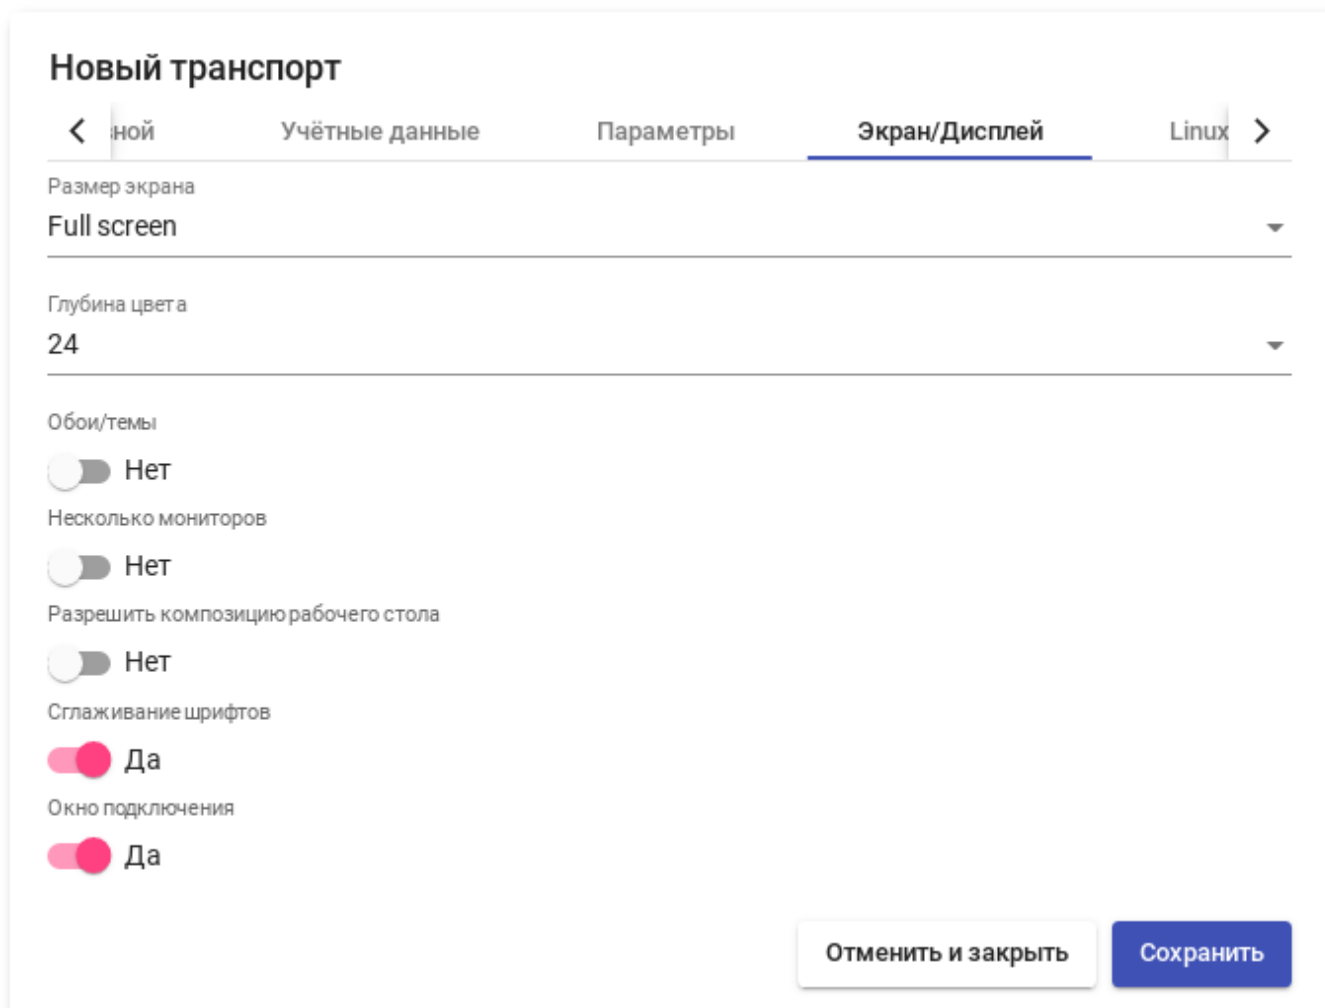 Новый транспорт
ной Учётные данные Параметры Экран/Дисплей Linux
Размер экрана
Full screen
Глубина цвета
24
Обои/темы
Нет
Несколько мониторов
Нет
Разрешить композицию рабочего стола
Нет
Сглаживание шрифтов
Да
Окно подключения
Да
Отменить и закрыть Сохранить